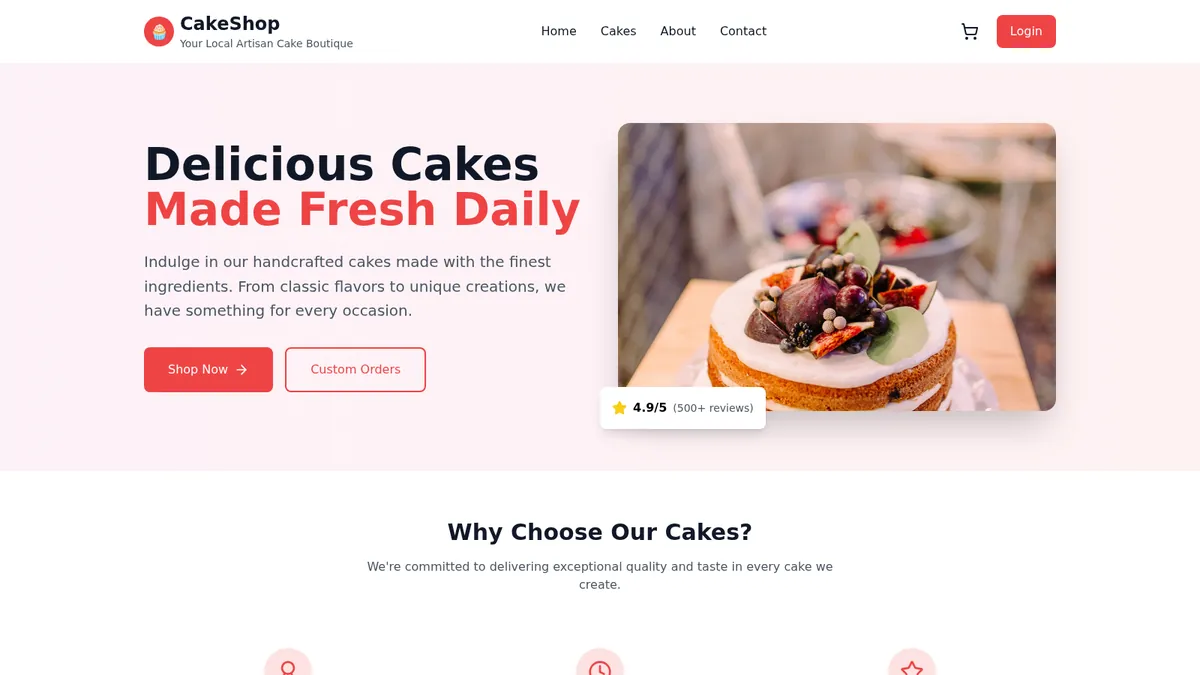 CakeShop
Your Local Artisan Cake Boutique
Home
Cakes
About
Contact
Login
Delicious Cakes
Made Fresh Daily
Indulge in our handcrafted cakes made with the finest
ingredients. From classic flavors to unique creations, we
have something for every occasion.
Shop Now
Custom Orders
4.9/5 (500+ reviews)
Why Choose Our Cakes?
We're committed to delivering exceptional quality and taste in every cake we
create.